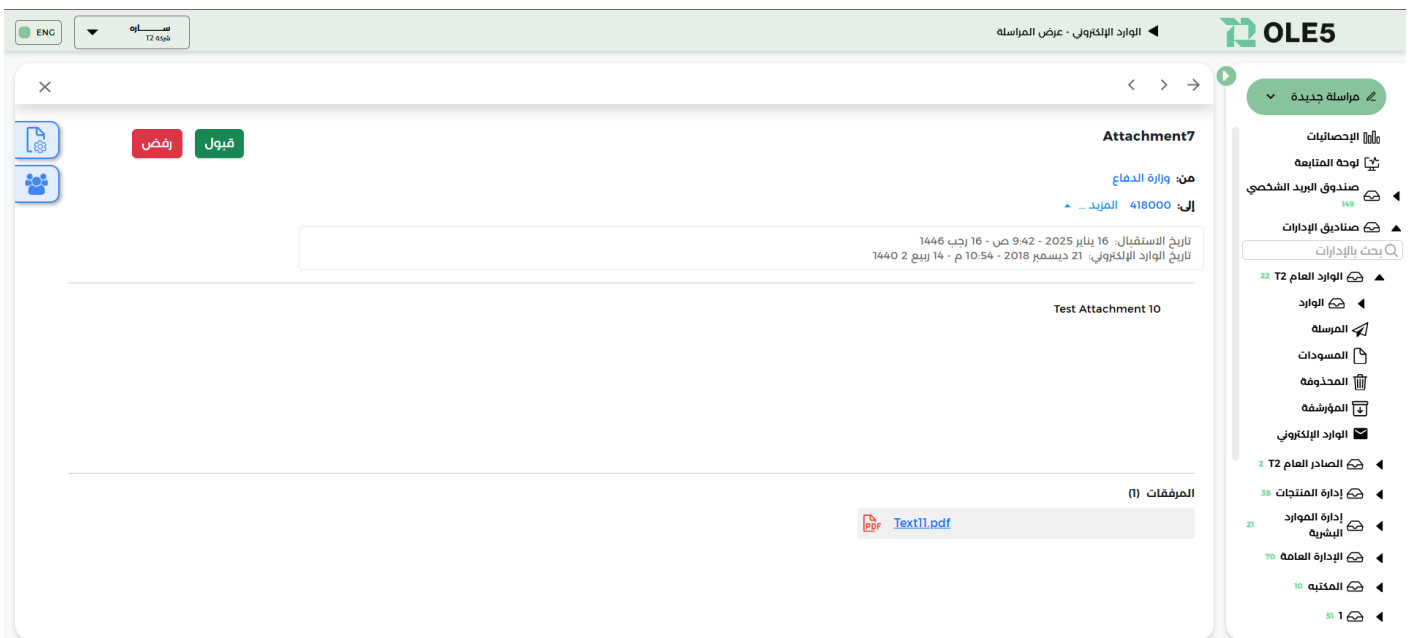 OLE5
الوارد الإلكتروني - عرض المراسلة
ســـــاره
شركة T2
ENG
مراسلة جديدة
الإحصائيات
لوحة المتابعة
صندوق البريد الشخصي
149
صناديق الإدارات
بحث بالإدارات
الوارد العام T2 22
الوارد
المرسلة
المسودات
المحذوفة
المؤرشفة
الوارد الإلكتروني
الصادر العام T2 2
إدارة المنتجات 35
إدارة الموارد
البشرية 21
الإدارة العامة 70
المكتبه 10
1 51
Attachment7
قبول
رفض
من: وزارة الدفاع
إلى: 418000 المزيد ...
تاريخ الاستقبال: 16 يناير 2025 - 9:42 ص - 16 رجب 1446
تاريخ الوارد الإلكتروني: 21 ديسمبر 2018 - 10:54 م - 14 ربيع 2 1440
Test Attachment 10
المرفقات (1)
PDF Text11.pdf